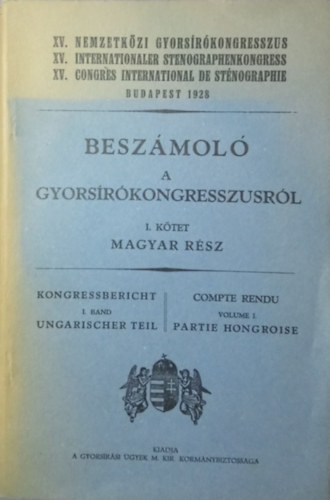 XV. NEMZETKÖZI GYORSÍRÓKONGRESSZUS
XV. INTERNATIONALER STENOGRAPHENKONGRESS
XV. CONGRÈS INTERNATIONAL DE STÉNOGRAPHIE
BUDAPEST 1928
BESZÁMOLÓ
A
GYORSÍRÓKONGRESSZUSRÓL
I. KÖTET
MAGYAR RÉSZ
KONGRESSBERICHT
I. BAND
UNGARISCHER TEIL
COMPTE RENDU
VOLUME I.
PARTIE HONGROISE
KIADJA
A GYORSÍRÁSI ÜGYEK M. KIR. KORMÁNYBIZTOSSÁGA